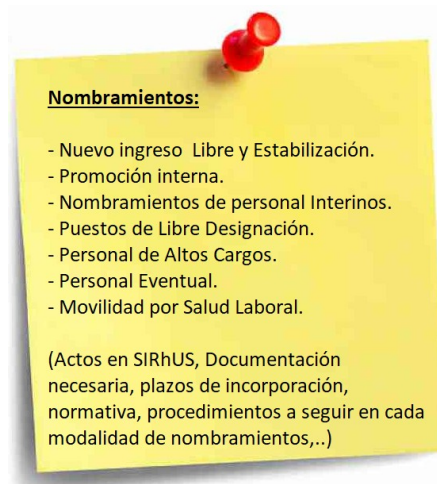 Nombramientos:
- Nuevo ingreso  Libre y Estabilización.
- Promoción interna.
- Nombramientos de personal Interinos.
- Puestos de Libre Designación.
- Personal de Altos Cargos.
- Personal Eventual.
- Movilidad por Salud Laboral.
(Actos en SIRhUS, Documentación
necesaria, plazos de incorporación,
normativa, procedimientos a seguir en cada
modalidad de nombramientos,..)